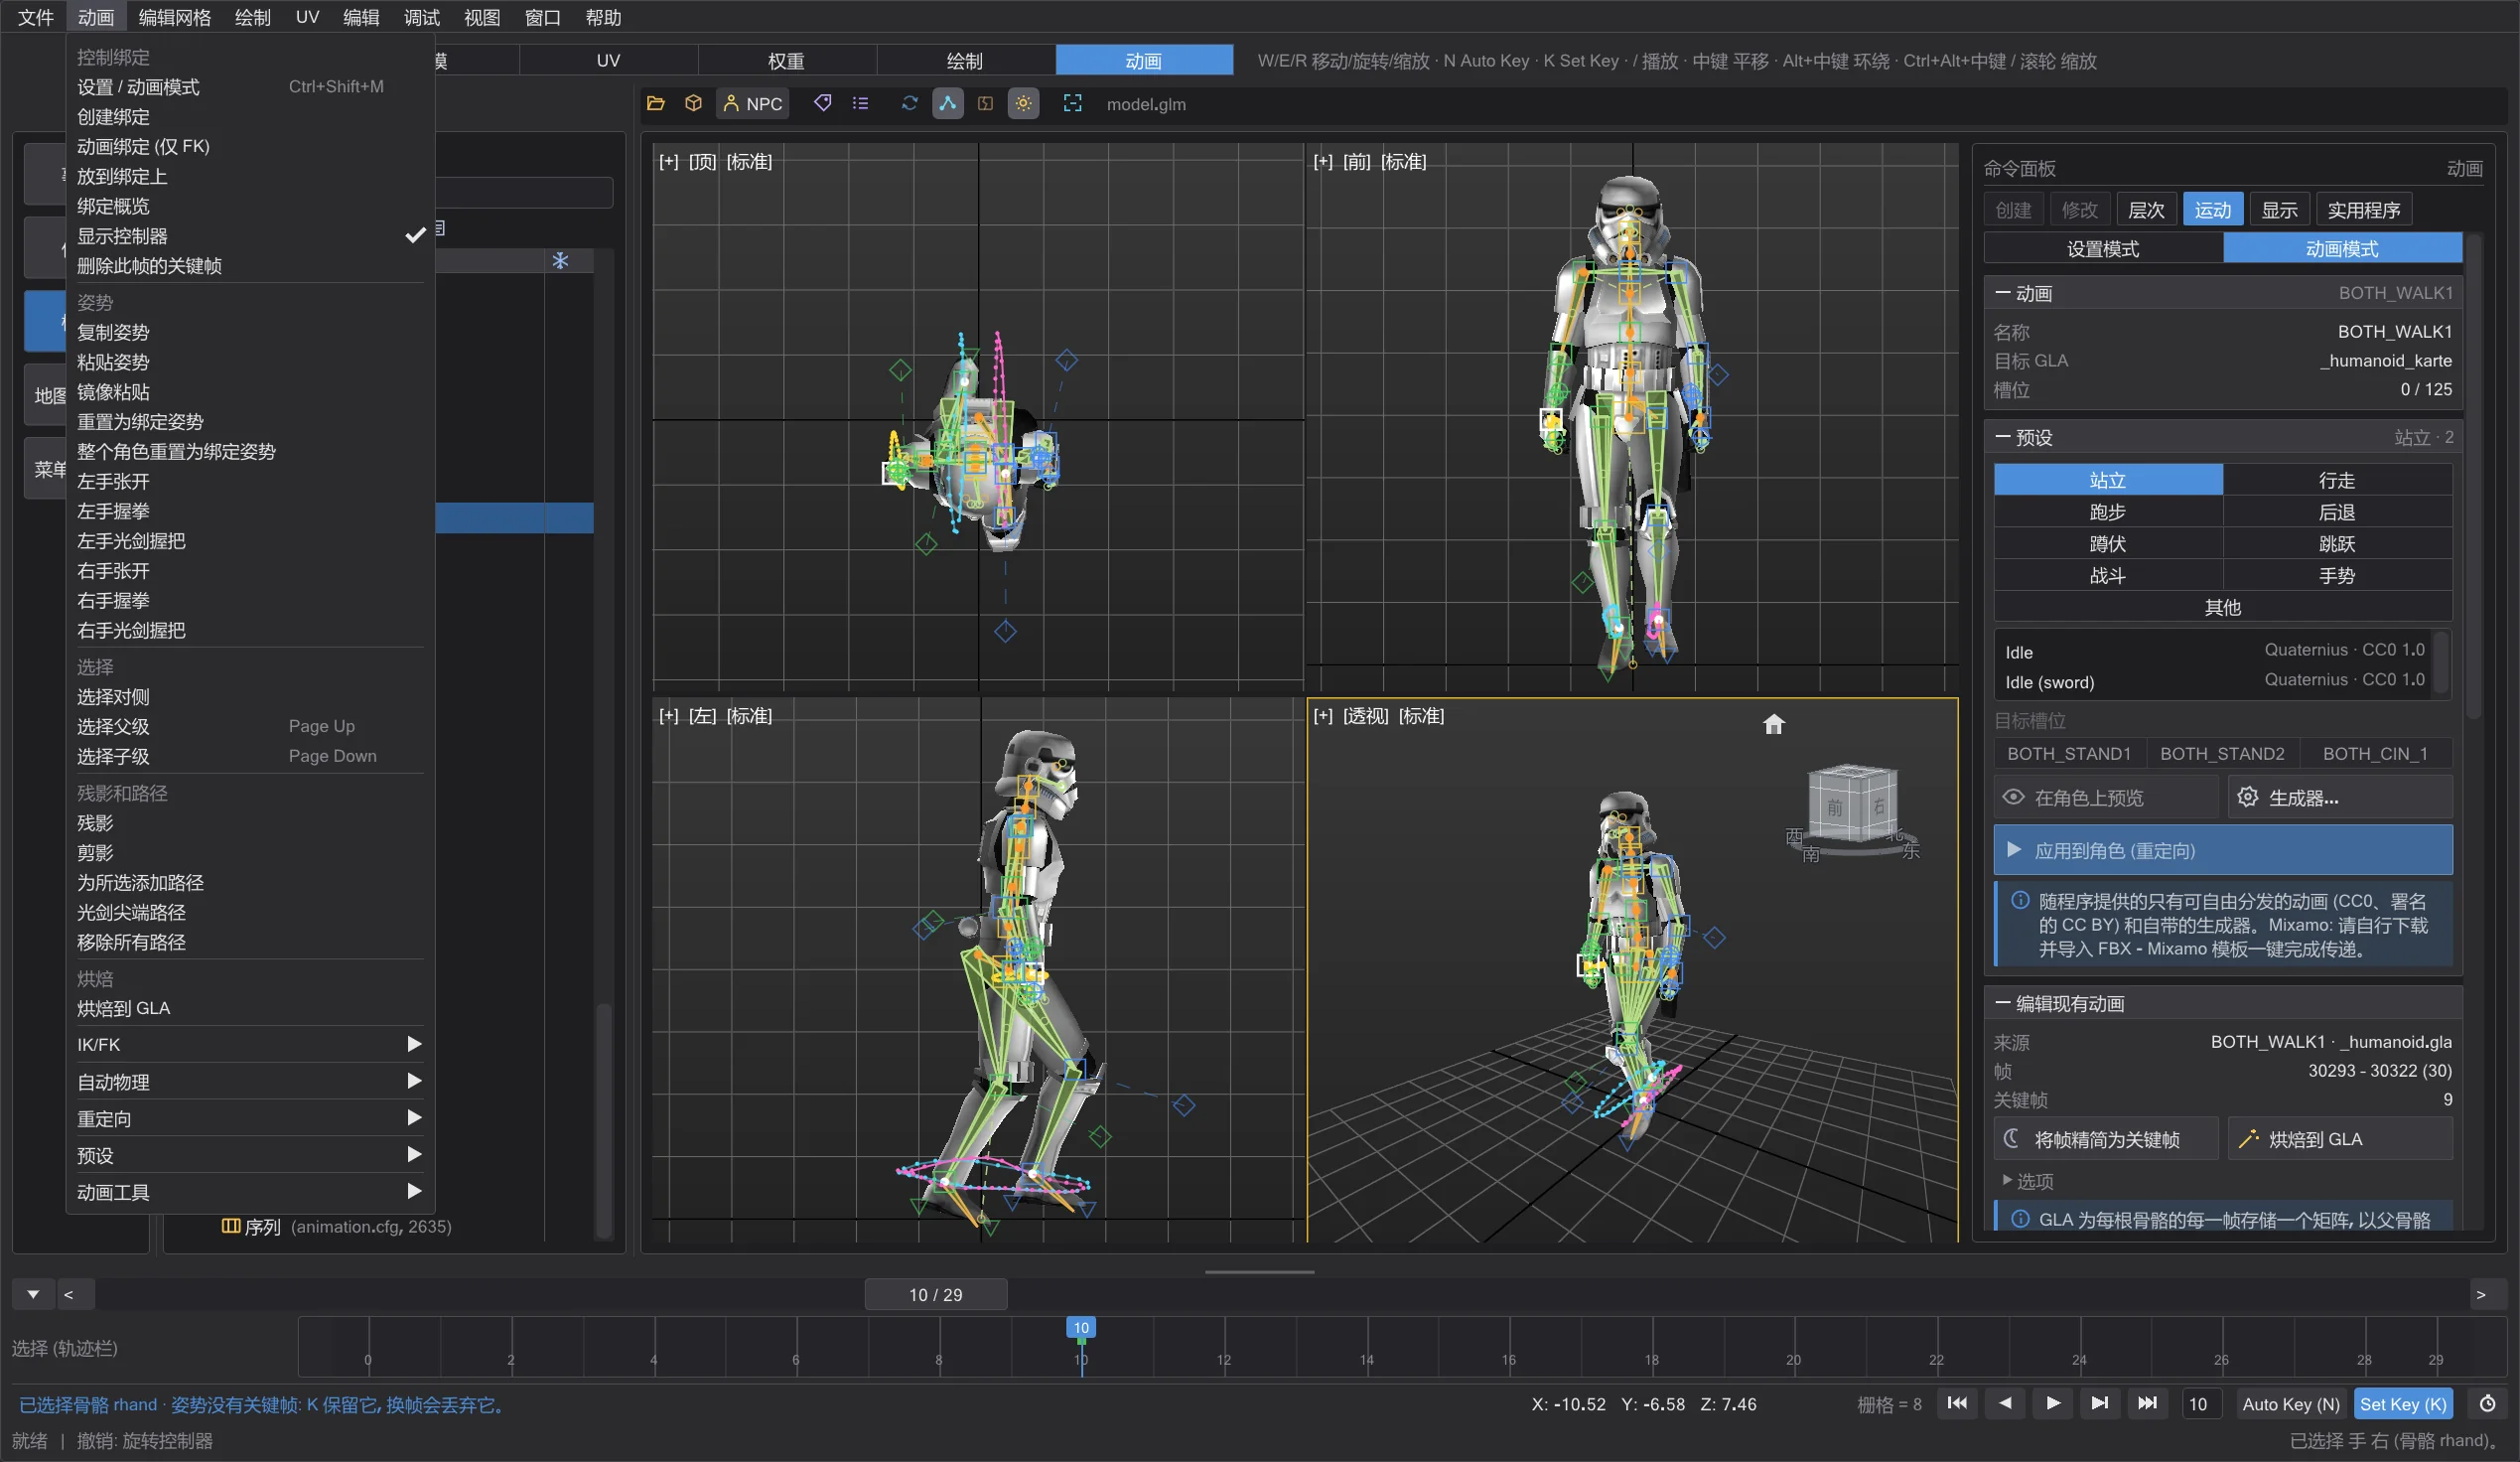 文件 动画 编辑网格 绘制 UV 编辑 调试 视图 窗口 帮助
UV 权重 绘制 动画 W/E/R 移动/旋转/缩放 · N Auto Key · K Set Key · / 播放 · 中键 平移 · Alt+中键 环绕 · Ctrl+Alt+中键 / 滚轮 缩放
NPC model.glm
控制绑定
设置 / 动画模式 Ctrl+Shift+M
创建绑定
动画绑定 (仅 FK)
放到绑定上
绑定概览
显示控制器
删除此帧的关键帧
姿势
复制姿势
粘贴姿势
镜像粘贴
重置为绑定姿势
整个角色重置为绑定姿势
左手张开
左手握拳
左手光剑握把
右手张开
右手握拳
右手光剑握把
选择
选择对侧
选择父级 Page Up
选择子级 Page Down
残影和路径
残影
剪影
为所选添加路径
光剑尖端路径
移除所有路径
烘焙
烘焙到 GLA
IK/FK
自动物理
重定向
预设
动画工具
地图
菜单
序列 (animation.cfg, 2635)
[+] [顶] [标准]
[+] [前] [标准]
[+] [左] [标准]
[+] [透视] [标准]
前 右
西 南 北 东
命令面板 动画
创建 修改 层次 运动 显示 实用程序
设置模式 动画模式
动画 BOTH_WALK1
名称 BOTH_WALK1
目标 GLA _humanoid_karte
槽位 0 / 125
预设 站立 · 2
站立 行走
跑步 后退
蹲伏 跳跃
战斗 手势
其他
Idle Quaternius · CC0 1.0
Idle (sword) Quaternius · CC0 1.0
目标槽位
BOTH_STAND1 BOTH_STAND2 BOTH_CIN_1
在角色上预览 生成器...
应用到角色 (重定向)
随程序提供的只有可自由分发的动画 (CC0、署名
的 CC BY) 和自带的生成器。Mixamo: 请自行下载
并导入 FBX - Mixamo 模板一键完成传递。
编辑现有动画
来源 BOTH_WALK1 · _humanoid.gla
帧 30293 - 30322 (30)
关键帧 9
将帧精简为关键帧 烘焙到 GLA
选项
GLA 为每根骨骼的每一帧存储一个矩阵, 以父骨骼
< 10 / 29 >
选择 (轨迹栏)
10
0 2 4 6 8 10 12 14 16 18 20 22 24 26 28 29
已选择骨骼 rhand · 姿势没有关键帧: K 保留它, 换帧会丢弃它。 X: -10.52 Y: -6.58 Z: 7.46 栅格 = 8 10 Auto Key (N) Set Key (K)
就绪 | 撤销: 旋转控制器 已选择 手 右 (骨骼 rhand)。